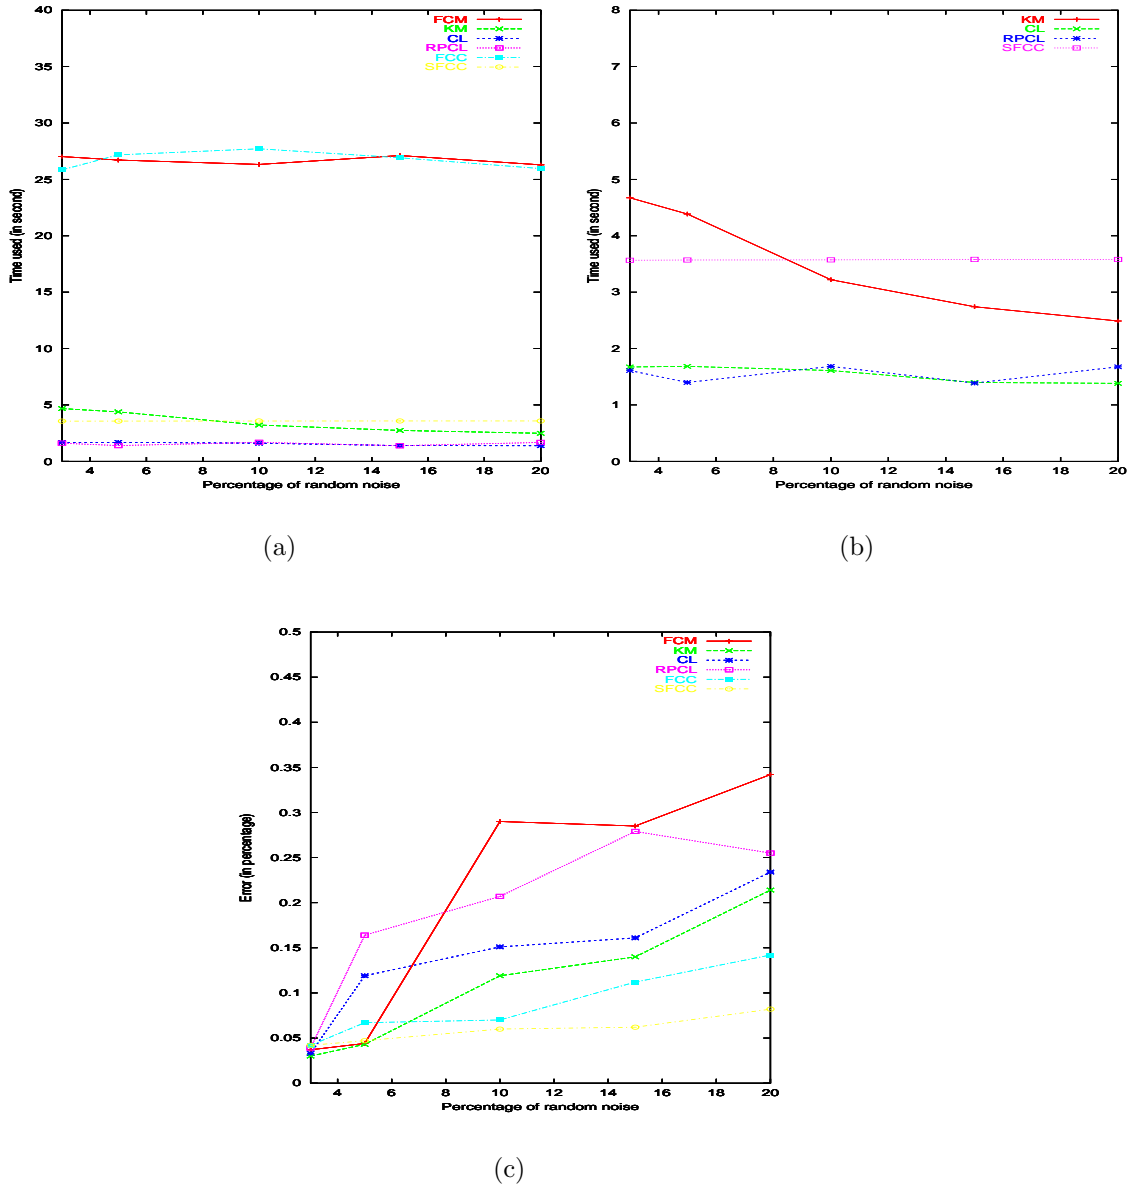 40
35
30
25
20
15
10
5
0
4
6
8
10
12
14
16
18
20
Time used (in second)
Percentage of random noise
FCM
KM
CL
RPCL
FCC
SFCC
(a)
8
7
6
5
4
3
2
1
0
4
6
8
10
12
14
16
18
20
Time used (in second)
Percentage of random noise
KM
CL
RPCL
SFCC
(b)
0.5
0.45
0.4
0.35
0.3
0.25
0.2
0.15
0.1
0.05
0
4
6
8
10
12
14
16
18
20
Error (in percentage)
Percentage of random noise
FCM
KM
CL
RPCL
FCC
SFCC
(c)